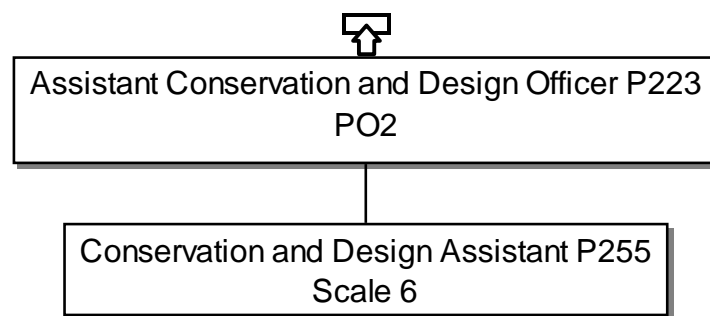 Assistant Conservation and Design Officer P223
PO2
Conservation and Design Assistant P255
Scale 6